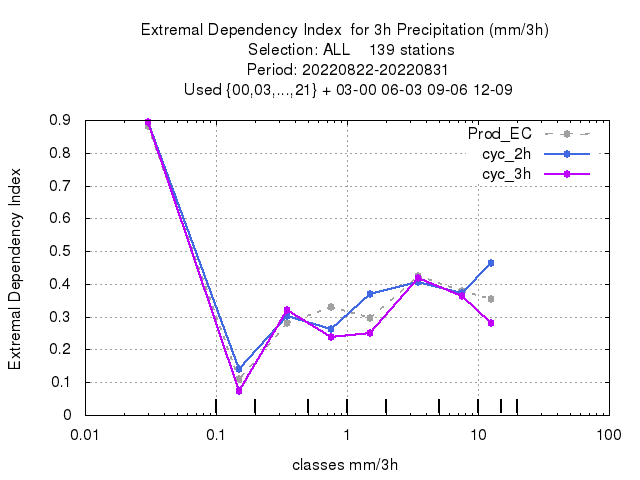 Extremal Dependency Index  for 3h Precipitation (mm/3h)
Selection: ALL    139 stations
Period: 20220822-20220831
Used {00,03,...,21} + 03-00 06-03 09-06 12-09
Prod_EC
cyc_2h
cyc_3h
Extremal Dependency Index
0.9
0.8
0.7
0.6
0.5
0.4
0.3
0.2
0.1
0
0.01 0.1 1 10 100
classes mm/3h